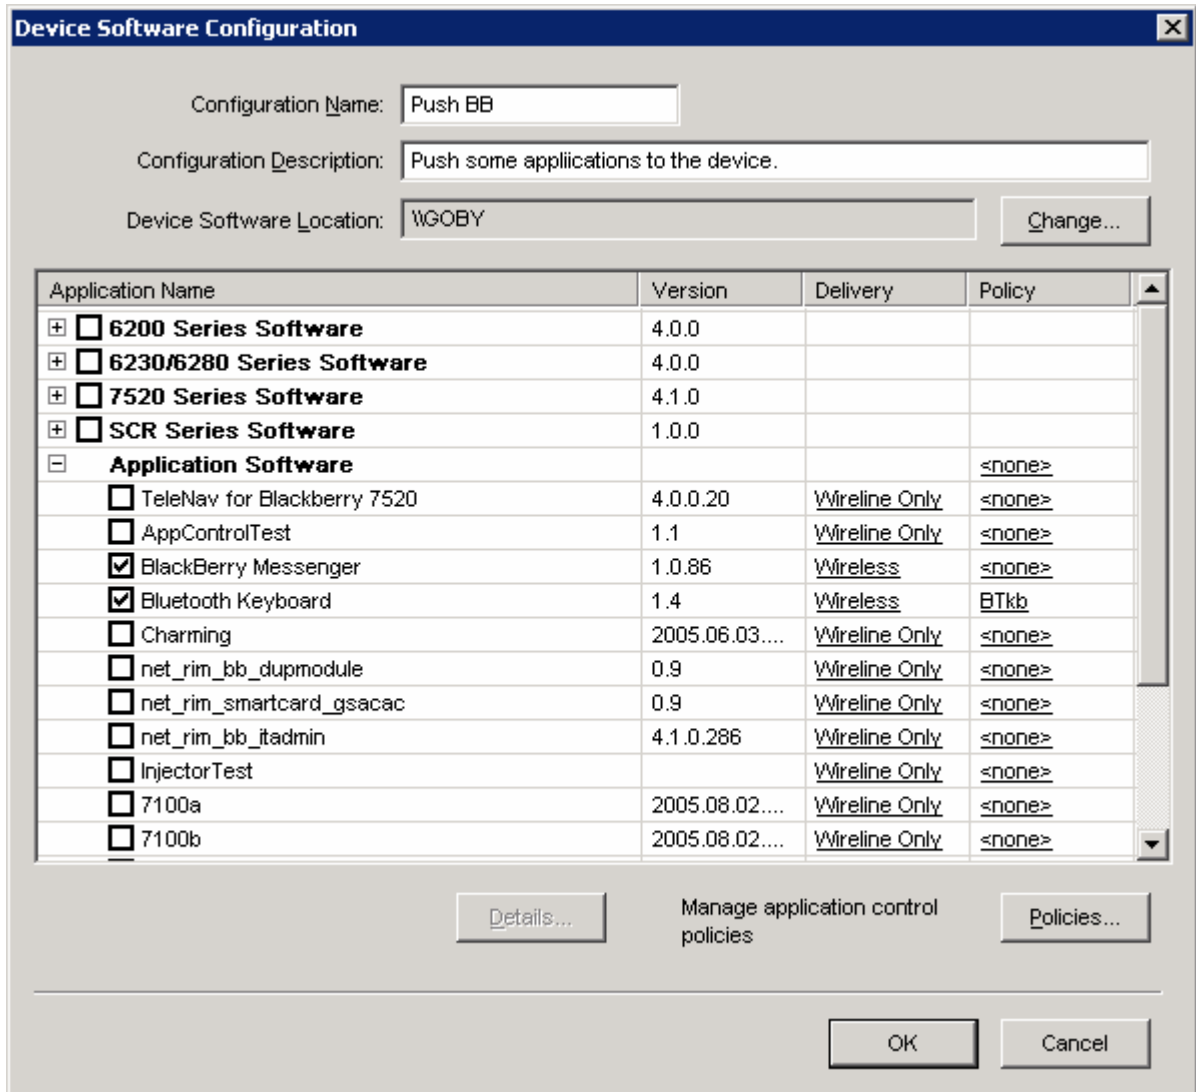 Device Software Configuration
Configuration Name: Push BB
Configuration Description: Push some appliications to the device.
Device Software Location: \\GOBY Change...
Application Name Version Delivery Policy
6200 Series Software 4.0.0
6230/6280 Series Software 4.0.0
7520 Series Software 4.1.0
SCR Series Software 1.0.0
Application Software <none>
TeleNav for Blackberry 7520 4.0.0.20 Wireline Only <none>
AppControlTest 1.1 Wireline Only <none>
BlackBerry Messenger 1.0.86 Wireless <none>
Bluetooth Keyboard 1.4 Wireless BTkb
Charming 2005.06.03.... Wireline Only <none>
net_rim_bb_dupmodule 0.9 Wireline Only <none>
net_rim_smartcard_gsacac 0.9 Wireline Only <none>
net_rim_bb_itadmin 4.1.0.286 Wireline Only <none>
InjectorTest Wireline Only <none>
7100a 2005.08.02.... Wireline Only <none>
7100b 2005.08.02.... Wireline Only <none>
Details... Manage application control policies Policies...
OK Cancel